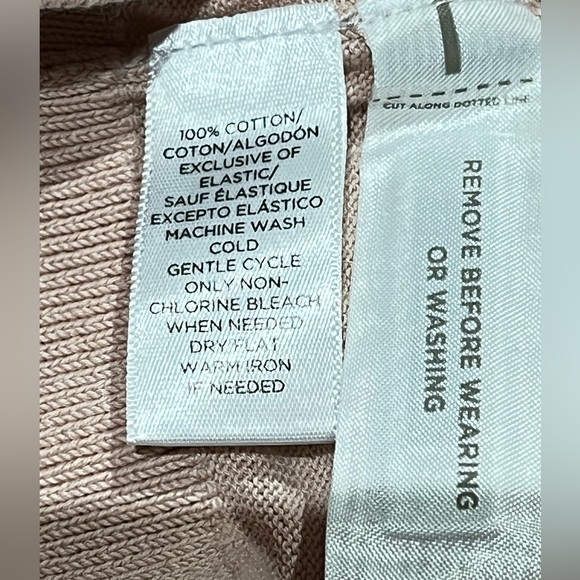 100% COTTON/
COTON/ALGODÓN
EXCLUSIVE OF
ELASTIC/
SAUF ÉLASTIQUE
EXCEPTO ELÁSTICO
MACHINE WASH
COLD
GENTLE CYCLE
ONLY NON-
CHLORINE BLEACH
WHEN NEEDED
DRY FLAT
WARM IRON
IF NEEDED
CUT ALONG DOTTED LINE
REMOVE BEFORE WEARING
OR WASHING